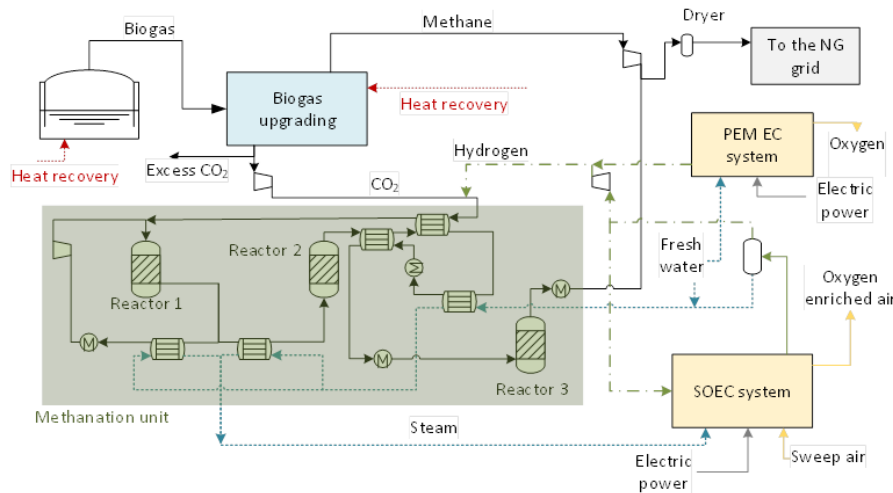 Biogas
Methane
Dryer
To the NG
grid
Biogas
upgrading
Heat recovery
PEM EC
system
Heat recovery
Excess CO₂
CO₂
Hydrogen
Oxygen
Electric
power
Reactor 2
Fresh
water
Reactor 1
Oxygen
enriched air
M
M
M
M
Reactor 3
SOEC system
Methanation unit
Steam
Electric
power
Sweep air